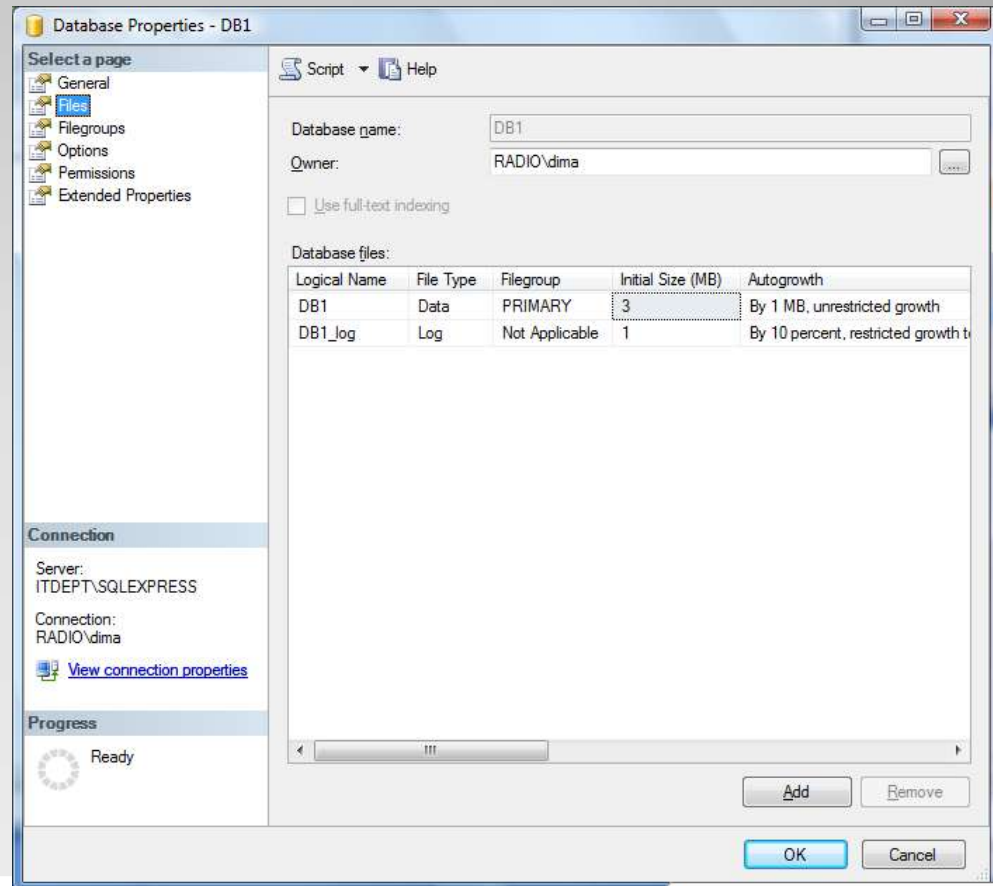 Database Properties - DB1
Select a page
General
Files
Filegroups
Options
Permissions
Extended Properties
Script Help
Database name: DB1
Owner: RADIO\dima ...
Use full-text indexing
Database files:
Logical Name File Type Filegroup Initial Size (MB) Autogrowth
DB1 Data PRIMARY 3 By 1 MB, unrestricted growth
DB1_log Log Not Applicable 1 By 10 percent, restricted growth
Connection
Server:
ITDEPT\SQLEXPRESS
Connection:
RADIO\dima
View connection properties
Progress
Ready
Add Remove
OK Cancel